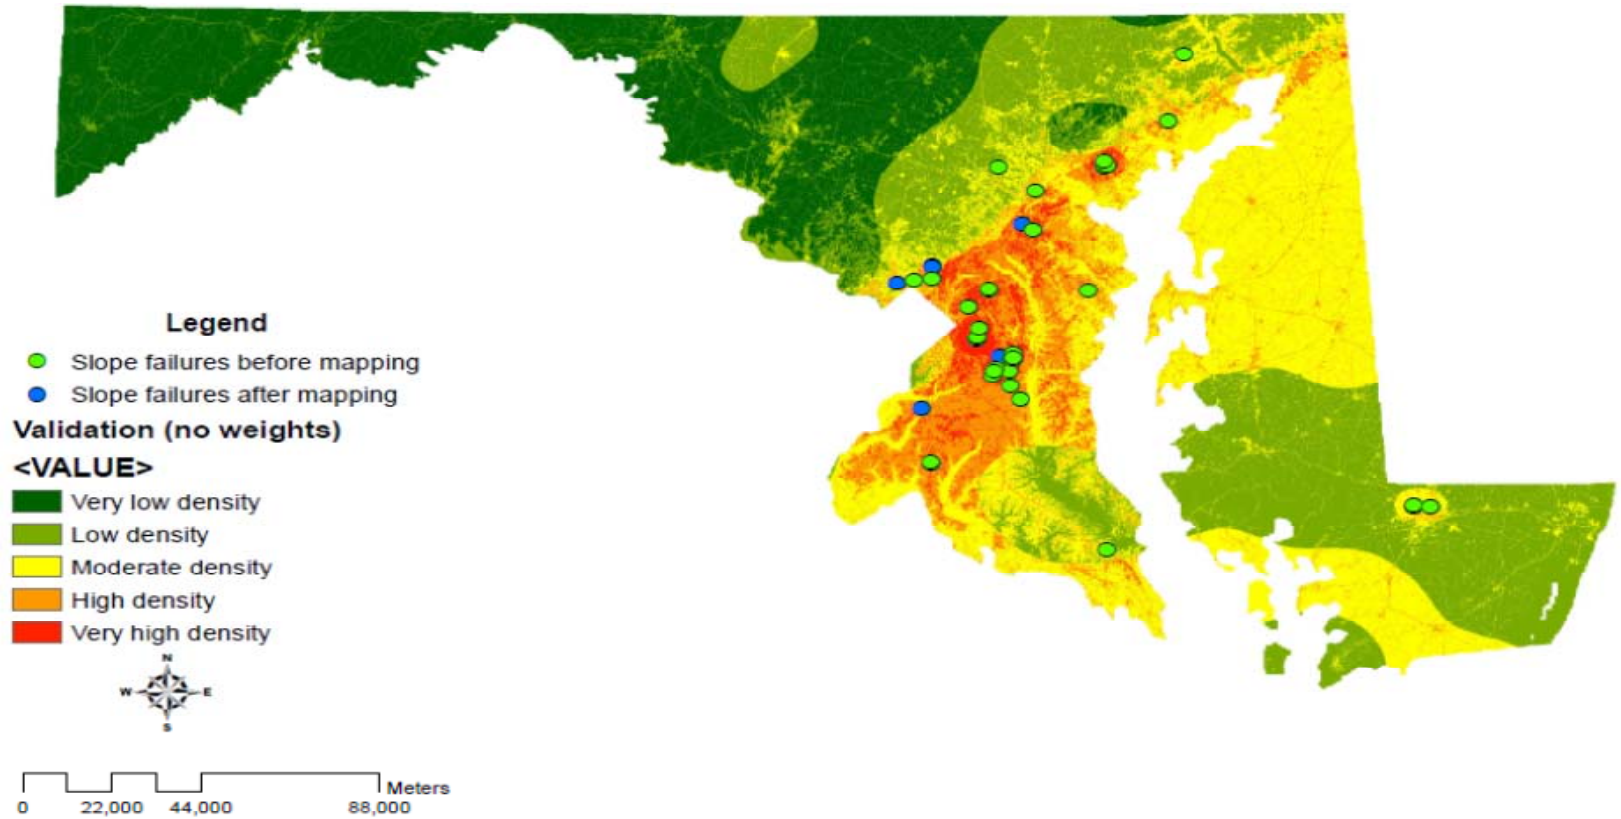 Legend
Slope failures before mapping
Slope failures after mapping
Validation (no weights)
<VALUE>
Very low density
Low density
Moderate density
High density
Very high density
N
W E
S
Meters
0 22,000 44,000 88,000